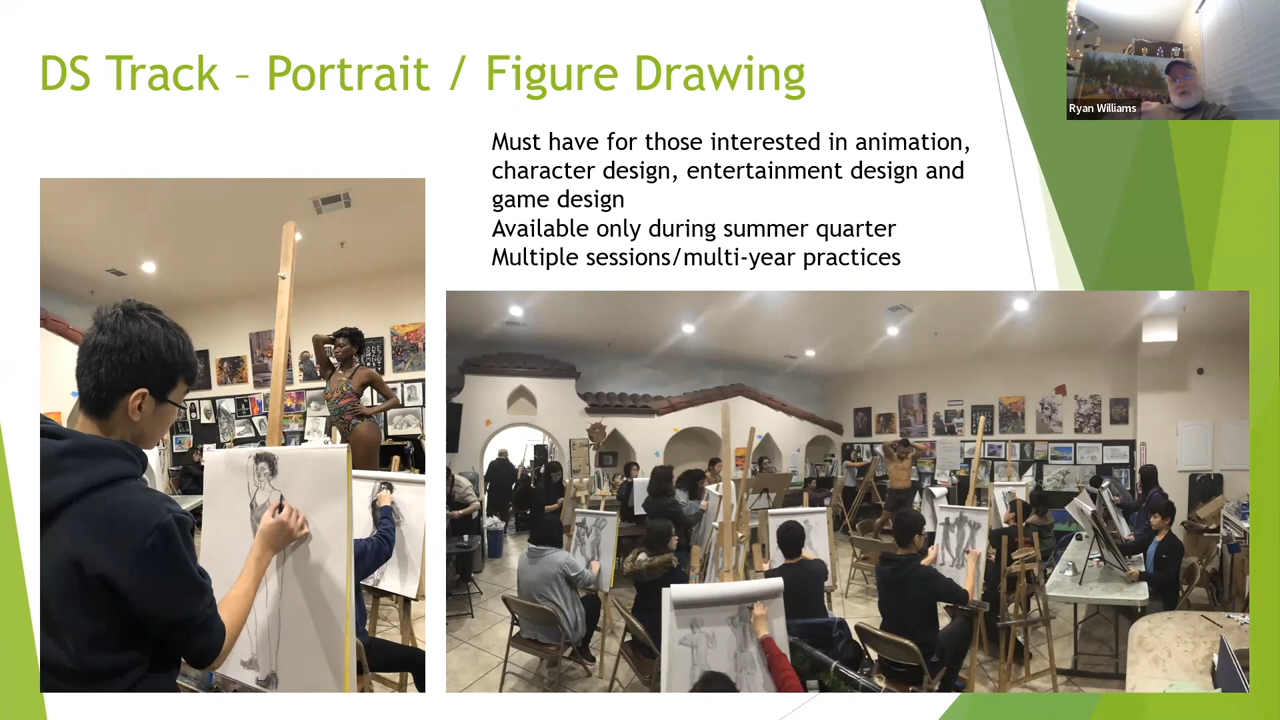 DS Track – Portrait / Figure Drawing
Ryan Williams
Must have for those interested in animation,
character design, entertainment design and
game design
Available only during summer quarter
Multiple sessions/multi-year practices